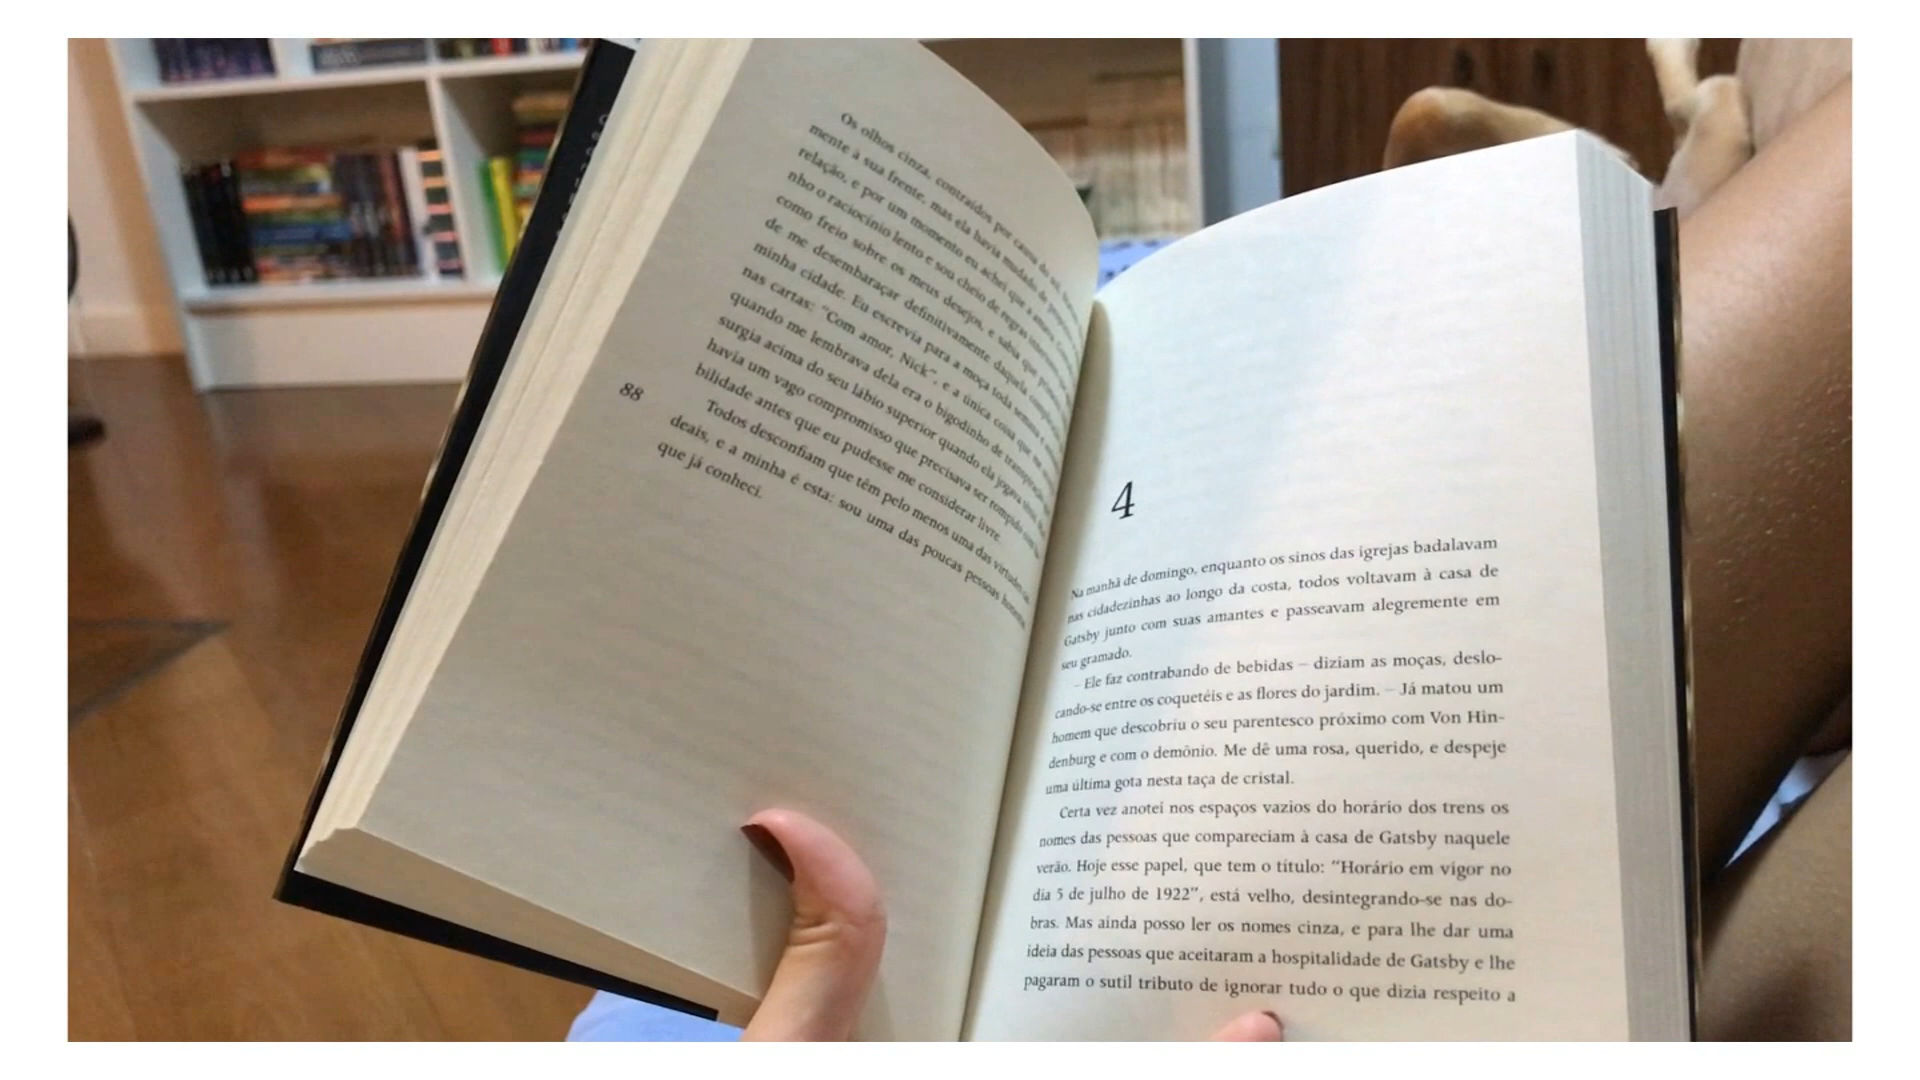 Os olhos cinza, contraídos por causa do sol,
mente à sua frente, mas ela havia mudado de
relação, e por um momento eu achei que a amava.
nho o raciocínio lento e sou cheio de regras
como freio sobre os meus desejos, e sabia que
de me desembaraçar definitivamente daquela
minha cidade. Eu escrevia para a moça toda semana e
nas cartas: “Com amor, Nick”, e a única coisa que me
quando me lembrava dela era o bigodinho de transpiração
surgia acima do seu lábio superior quando ela jogava tênis.
havia um vago compromisso que precisava ser rompido com
bilidade antes que eu pudesse me considerar livre.
Todos desconfiam que têm pelo menos uma das virtudes
deais, e a minha é esta: sou uma das poucas pessoas honestas
que já conheci.
88
4
Na manhã de domingo, enquanto os sinos das igrejas badalavam
nas cidadezinhas ao longo da costa, todos voltavam à casa de
Gatsby junto com suas amantes e passeavam alegremente em
seu gramado.
– Ele faz contrabando de bebidas – diziam as moças, deslo-
cando-se entre os coquetéis e as flores do jardim. – Já matou um
homem que descobriu o seu parentesco próximo com Von Hin-
denburg e com o demônio. Me dê uma rosa, querido, e despeje
uma última gota nesta taça de cristal.
Certa vez anotei nos espaços vazios do horário dos trens os
nomes das pessoas que compareciam à casa de Gatsby naquele
verão. Hoje esse papel, que tem o título: “Horário em vigor no
dia 5 de julho de 1922”, está velho, desintegrando-se nas do-
bras. Mas ainda posso ler os nomes cinza, e para lhe dar uma
ideia das pessoas que aceitaram a hospitalidade de Gatsby e lhe
pagaram o sutil tributo de ignorar tudo o que dizia respeito a